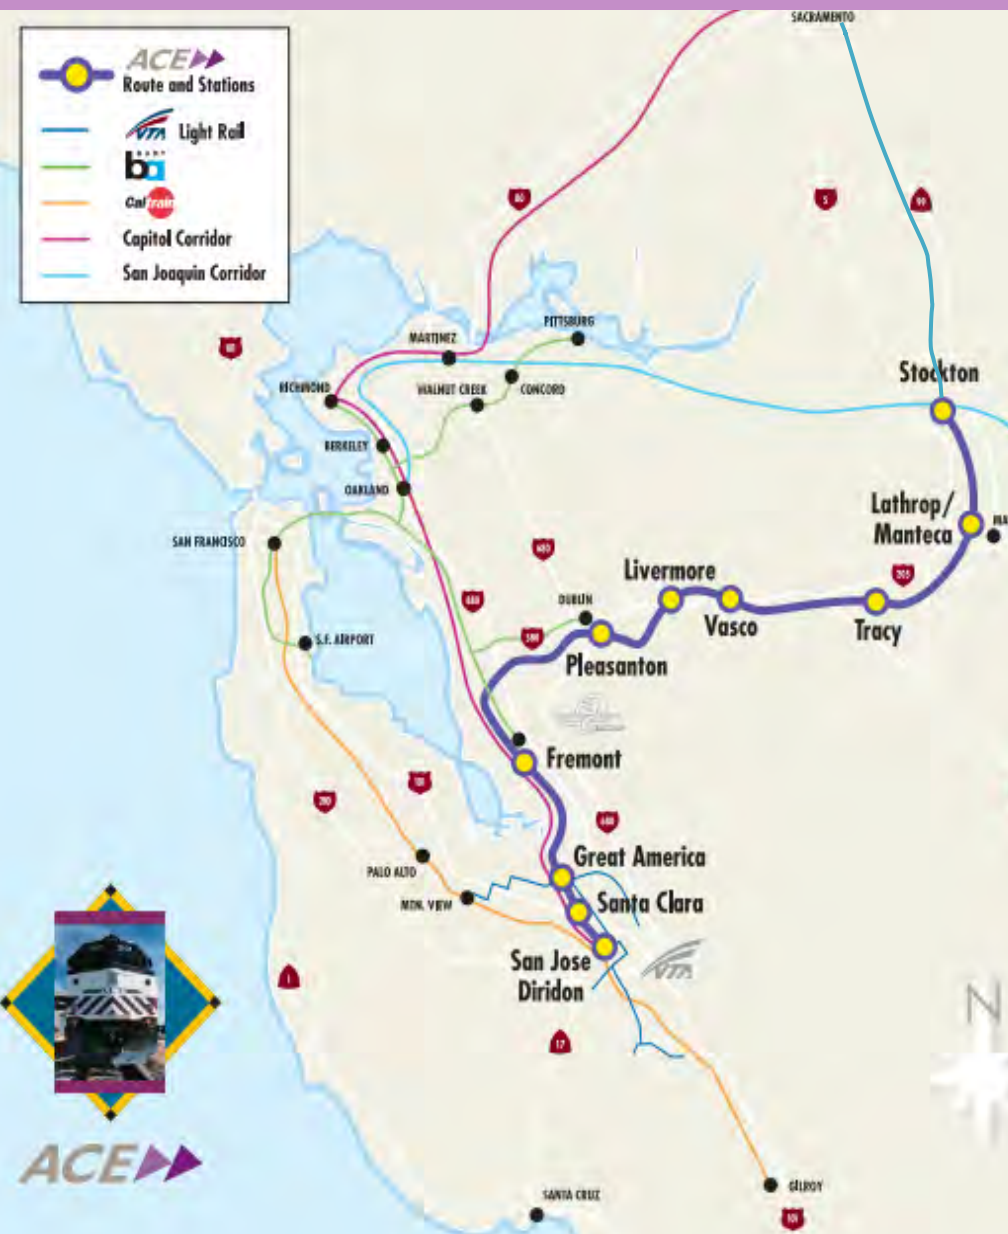 ACE
Route and Stations
VTA Light Rail
ba
Caltrain
Capitol Corridor
San Joaquin Corridor
SACRAMENTO
80
5
99
PITTSBURG
MARTINEZ
Stockton
RICHMOND
WALNUT CREEK
CONCORD
BERKELEY
OAKLAND
Lathrop/
Manteca
SAN FRANCISCO
680
Livermore
205
DUBLIN
Vasco
Tracy
S.F. AIRPORT
580
Pleasanton
Fremont
280
101
680
Great America
PALO ALTO
MTN. VIEW
Santa Clara
San Jose
Diridon
VTA
1
17
N
ACE
SANTA CRUZ
GILROY
101